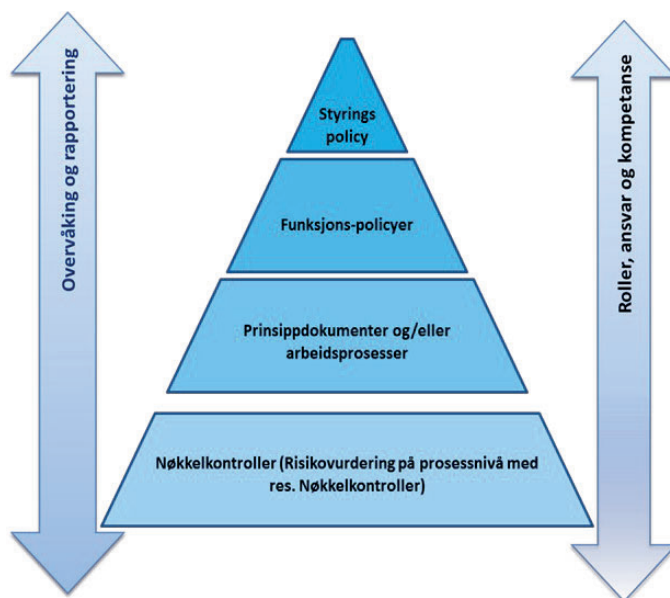 Overvåking og rapportering
Styrings
policy
Funksjons-policyer
Prinsippdokumenter og/eller
arbeidsprosesser
Nøkkelkontroller (Risikovurdering på prosessnivå med
res. Nøkkelkontroller)
Roller, ansvar og kompetanse